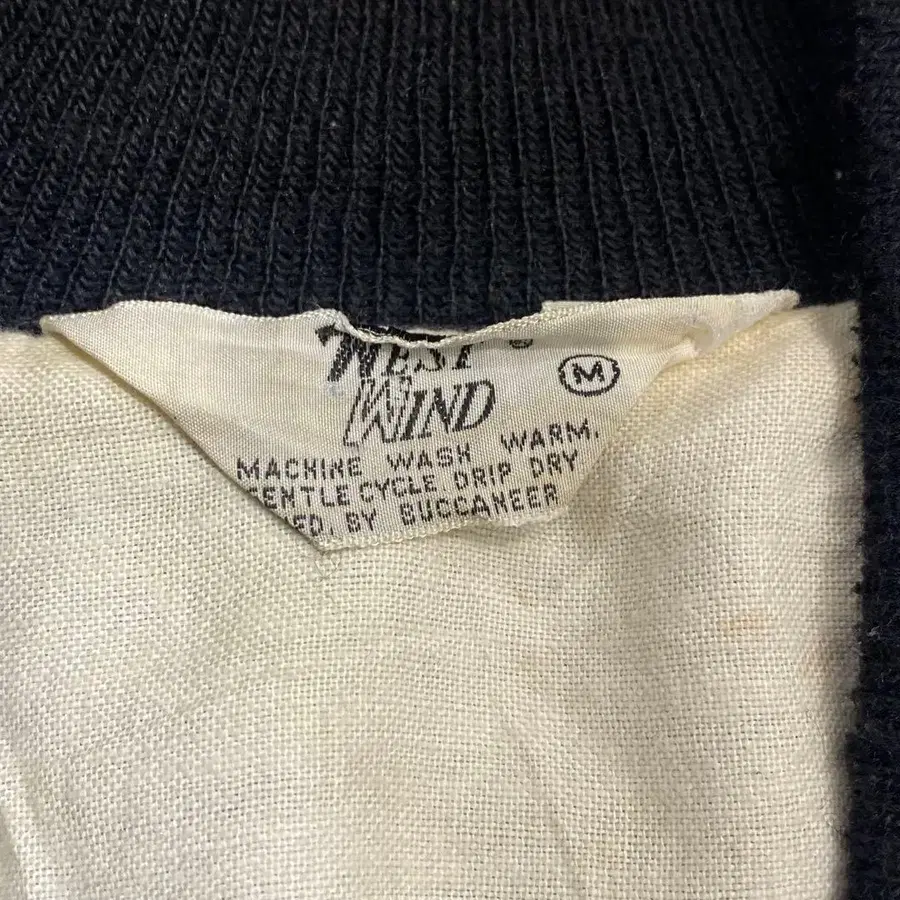 WEST ®
WIND
M
MACHINE WASH WARM.
GENTLE CYCLE DRIP DRY
BY BUCCANEER